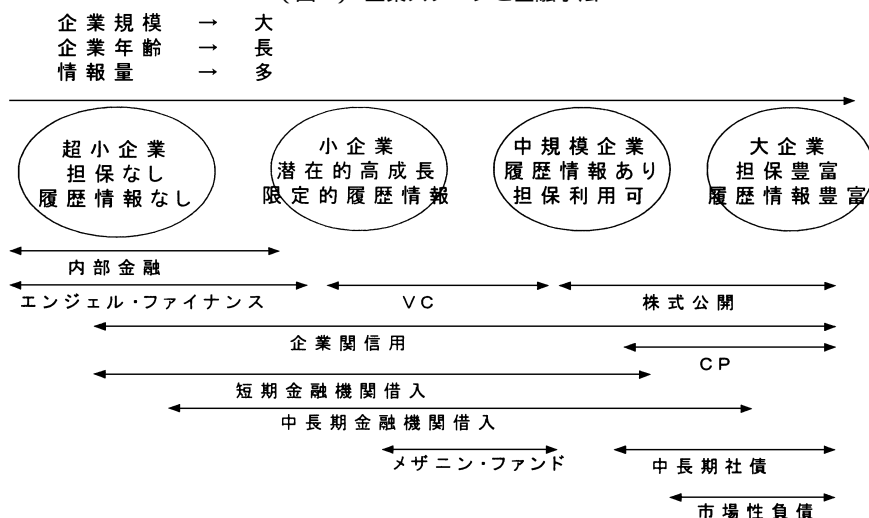 企業規模 → 大
企業年齢 → 長
情報量 → 多
超小企業
担保なし
履歴情報なし
小企業
潜在的高成長
限定的履歴情報
中規模企業
履歴情報あり
担保利用可
大企業
担保豊富
履歴情報豊富
内部金融
エンジェル・ファイナンス
VC
株式公開
企業関信用
CP
短期金融機関借入
中長期金融機関借入
メザニン・ファンド
中長期社債
市場性負債